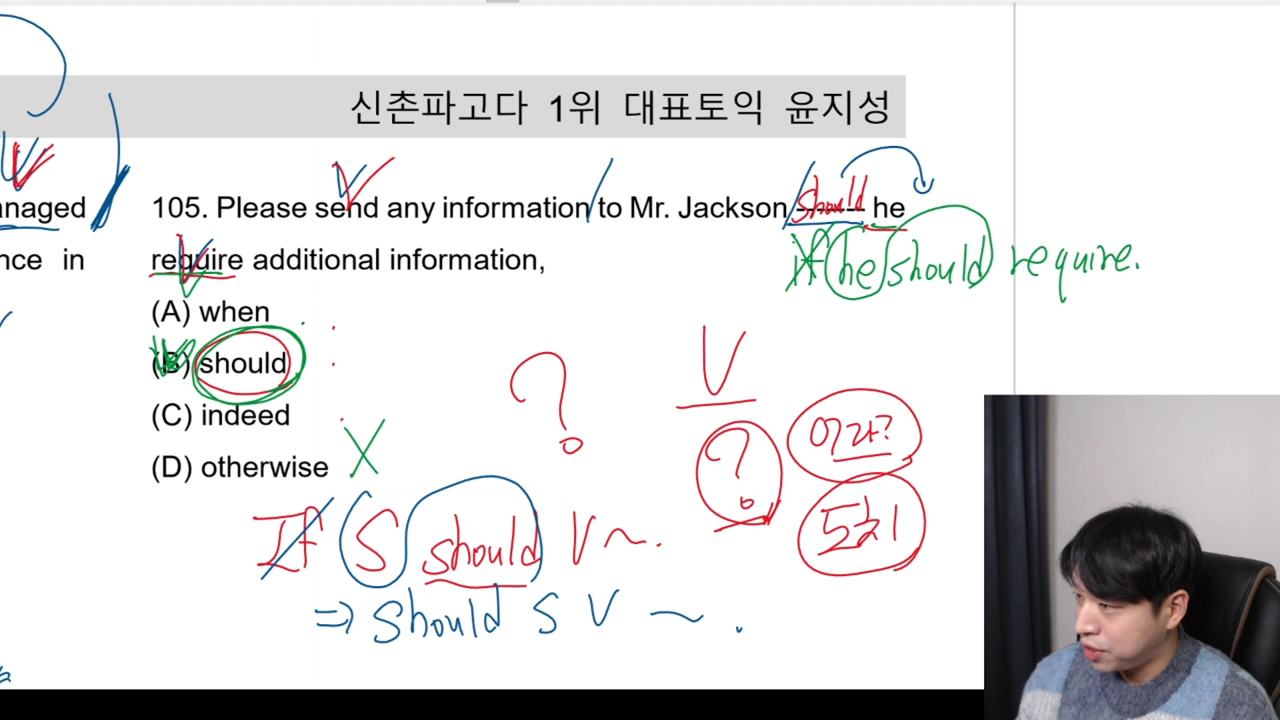 신촌파고다 1위 대표토익 윤지성
anaged
nce in
105. Please send any information to Mr. Jackson should he
require additional information,
if he should require.
(A) when
(B) should
(C) indeed
(D) otherwise
?
V
?
어라?
도치
If S should V~.
⇒ should S V ~.